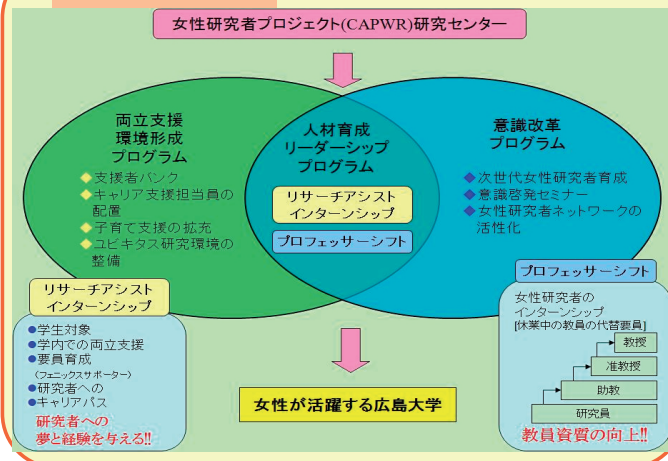 女性研究者プロジェクト(CAPWR)研究センター
両立支援
環境形成
プログラム
◆支援者バンク
◆キャリア支援担当員の
配置
◆子育て支援の拡充
◆ユビキタス研究環境の
整備
人材育成
リーダーシップ
プログラム
リサーチアシスト
インターンシップ
プロフェッサーシフト
意識改革
プログラム
◆次世代女性研究者育成
◆意識啓発セミナー
◆女性研究者ネットワークの
活性化
リサーチアシスト
インターンシップ
●学生対象
●学内での両立支援
●要員育成
(フェニックスサポーター)
●研究者への
●キャリアパス
研究者への
夢と経験を与える!!
女性が活躍する広島大学
プロフェッサーシフト
女性研究者の
インターンシップ
[休業中の教員の代替要員]
教授
准教授
助教
研究員
教員資質の向上!!